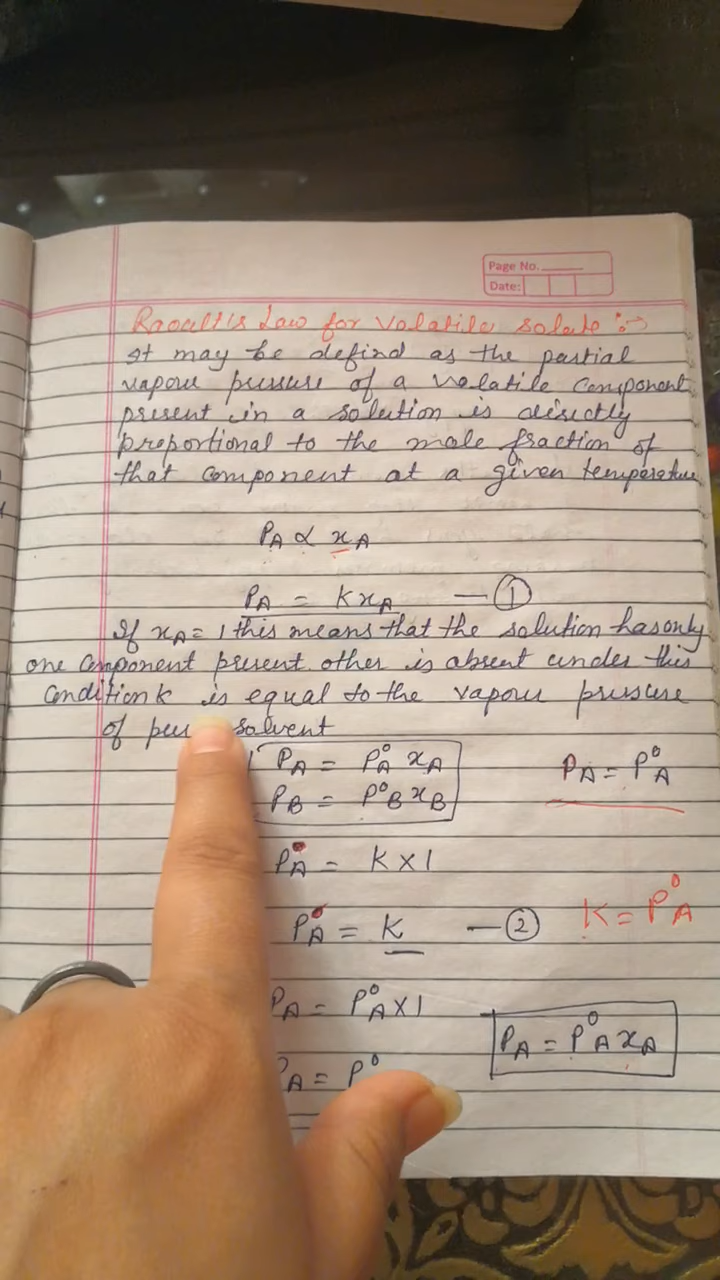 Page No.
Date:
Raoult's Law for Volatile solute :-
It may be defind as the partial
vapour pressure of a volatile component
present in a solution is directly
proportional to the mole fraction of
that component at a given temperature
PA ∝ xA
PA = KxA — ①
If xA = 1 this means that the solution has only
one component present other is absent under this
condition k is equal to the vapour pressure
of solvent
PA = P°A xA
PB = P°B xB
PA = P°A
P°A = K × 1
P°A = K — ②
K = P°A
PA = P°A × 1
PA = P°A xA
A = P°